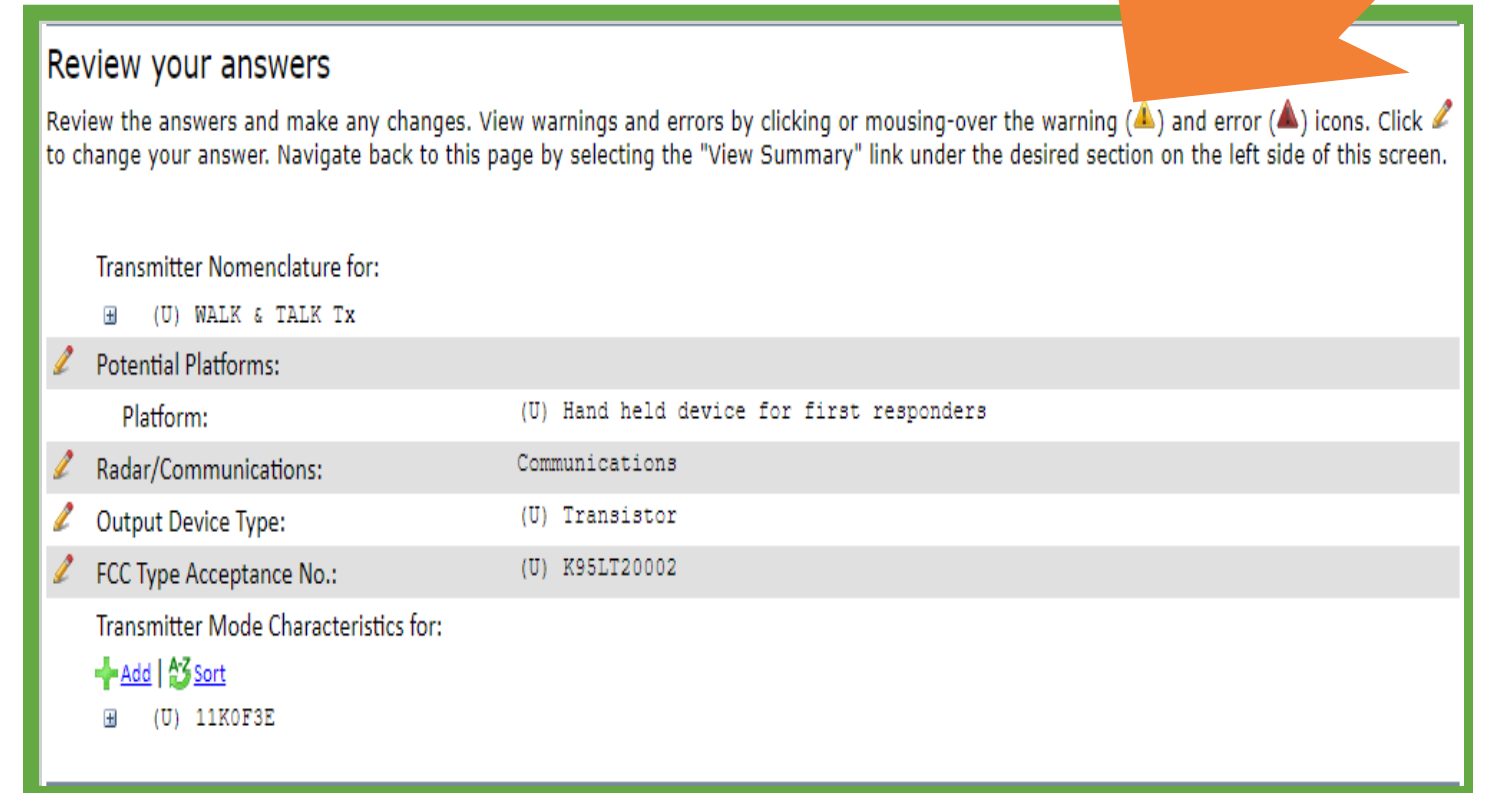 Review your answers
Review the answers and make any changes. View warnings and errors by clicking or mousing-over the warning (⚠) and error (▲) icons. Click
to change your answer. Navigate back to this page by selecting the "View Summary" link under the desired section on the left side of this screen.
Transmitter Nomenclature for:
(U) WALK & TALK Tx
Potential Platforms:
Platform: (U) Hand held device for first responders
Radar/Communications: Communications
Output Device Type: (U) Transistor
FCC Type Acceptance No.: (U) K95LT20002
Transmitter Mode Characteristics for:
Add | A-Z Sort
(U) 11K0F3E